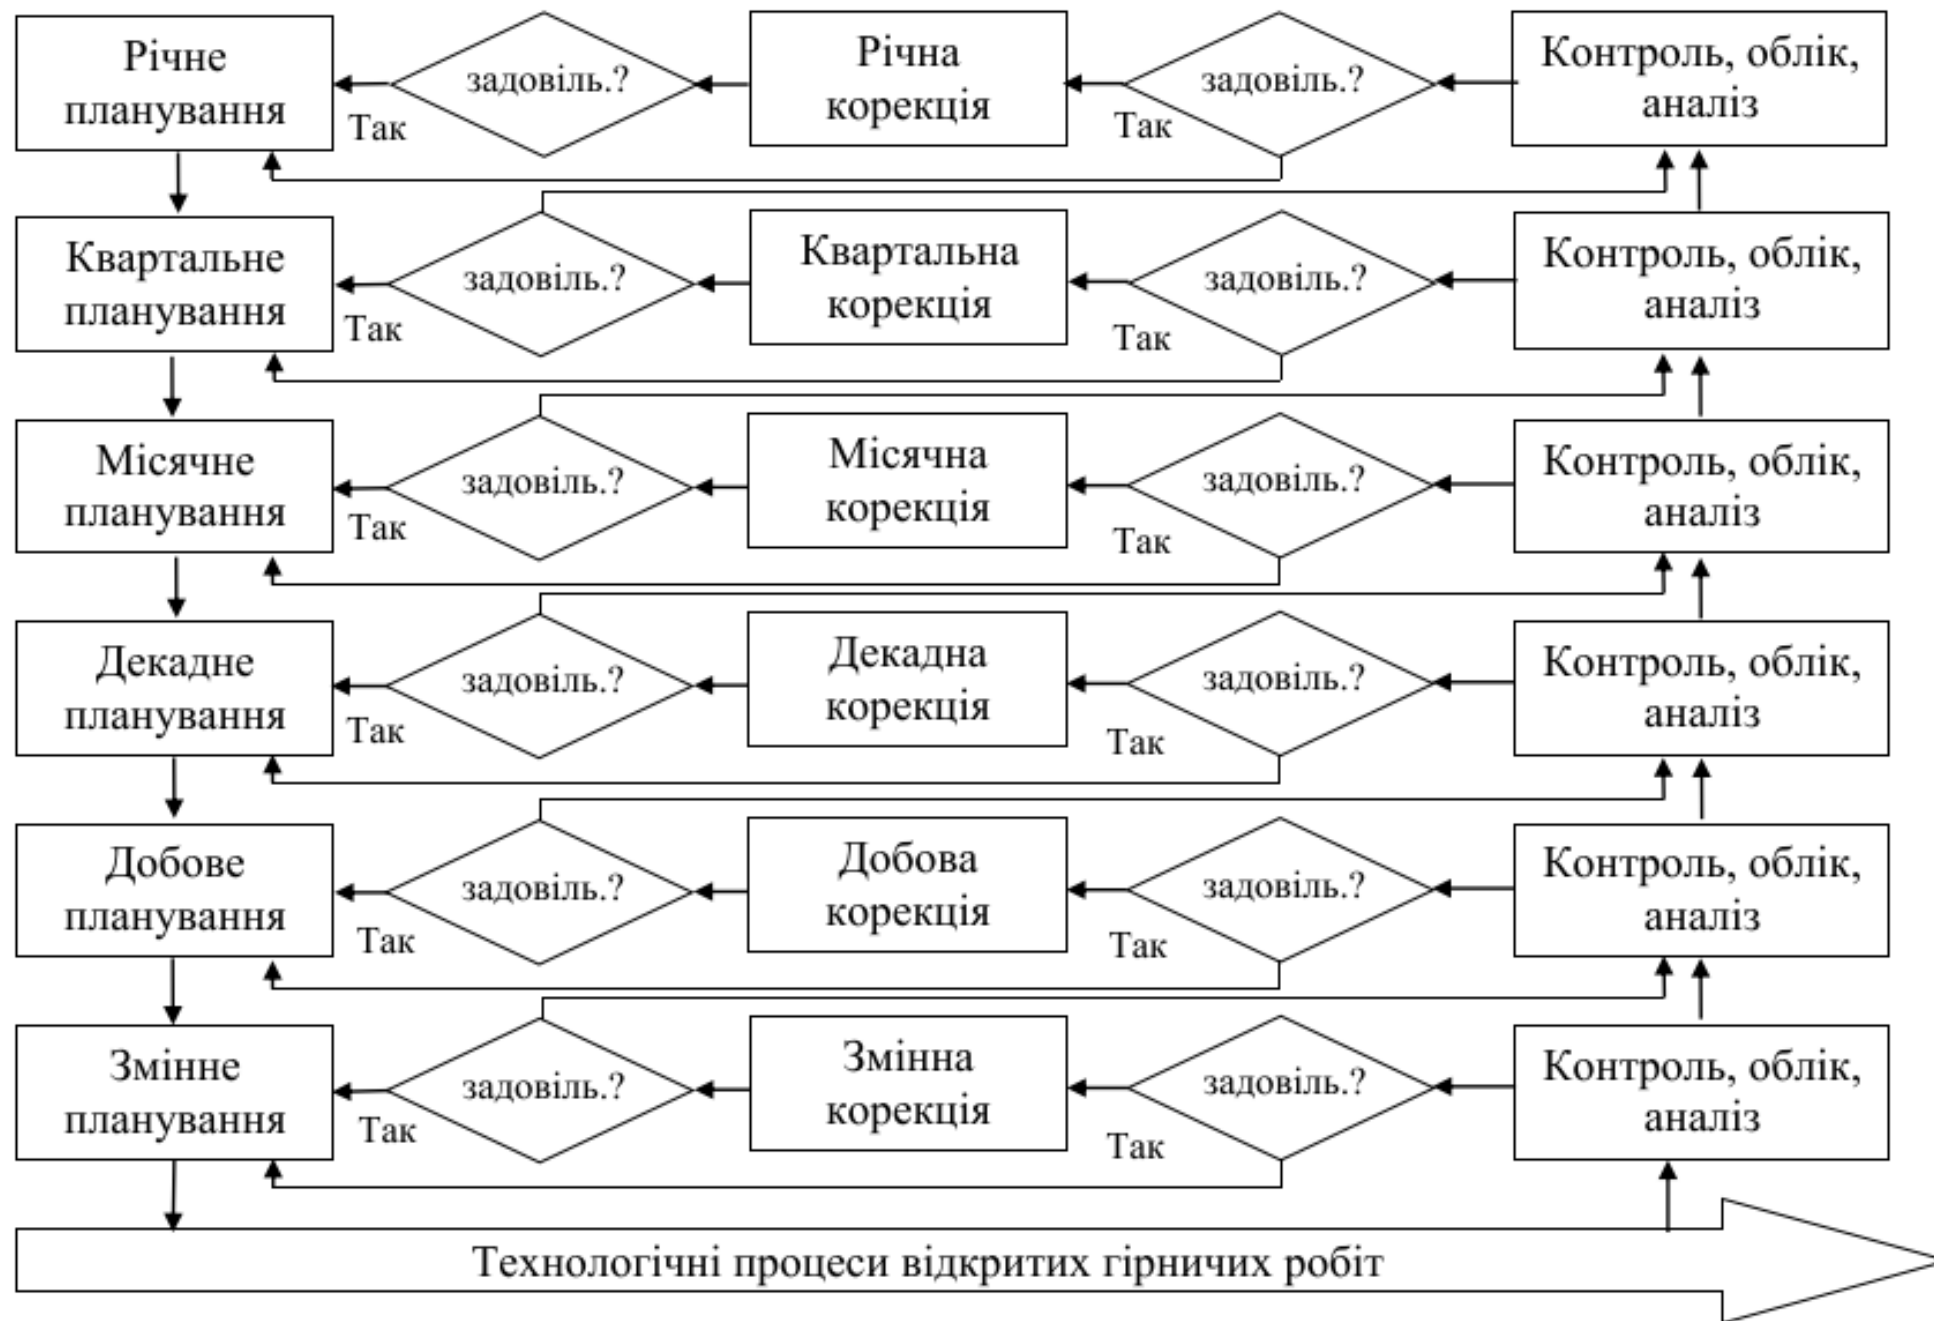 Річне
планування
задовіль.?
Так
Річна
корекція
задовіль.?
Так
Контроль, облік,
аналіз
Квартальне
планування
задовіль.?
Так
Квартальна
корекція
задовіль.?
Так
Контроль, облік,
аналіз
Місячне
планування
задовіль.?
Так
Місячна
корекція
задовіль.?
Так
Контроль, облік,
аналіз
Декадне
планування
задовіль.?
Так
Декадна
корекція
задовіль.?
Так
Контроль, облік,
аналіз
Добове
планування
задовіль.?
Так
Добова
корекція
задовіль.?
Так
Контроль, облік,
аналіз
Змінне
планування
задовіль.?
Так
Змінна
корекція
задовіль.?
Так
Контроль, облік,
аналіз
Технологічні процеси відкритих гірничих робіт